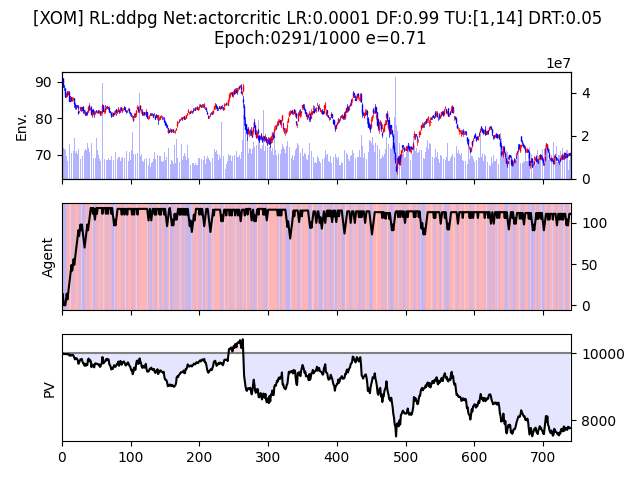 [XOM] RL:ddpg Net:actorcritic LR:0.0001 DF:0.99 TU:[1,14] DRT:0.05
Epoch:0291/1000 e=0.71
1e7
90
80
70
Env.
4
2
0
Agent
100
50
0
PV
10000
8000
0 100 200 300 400 500 600 700